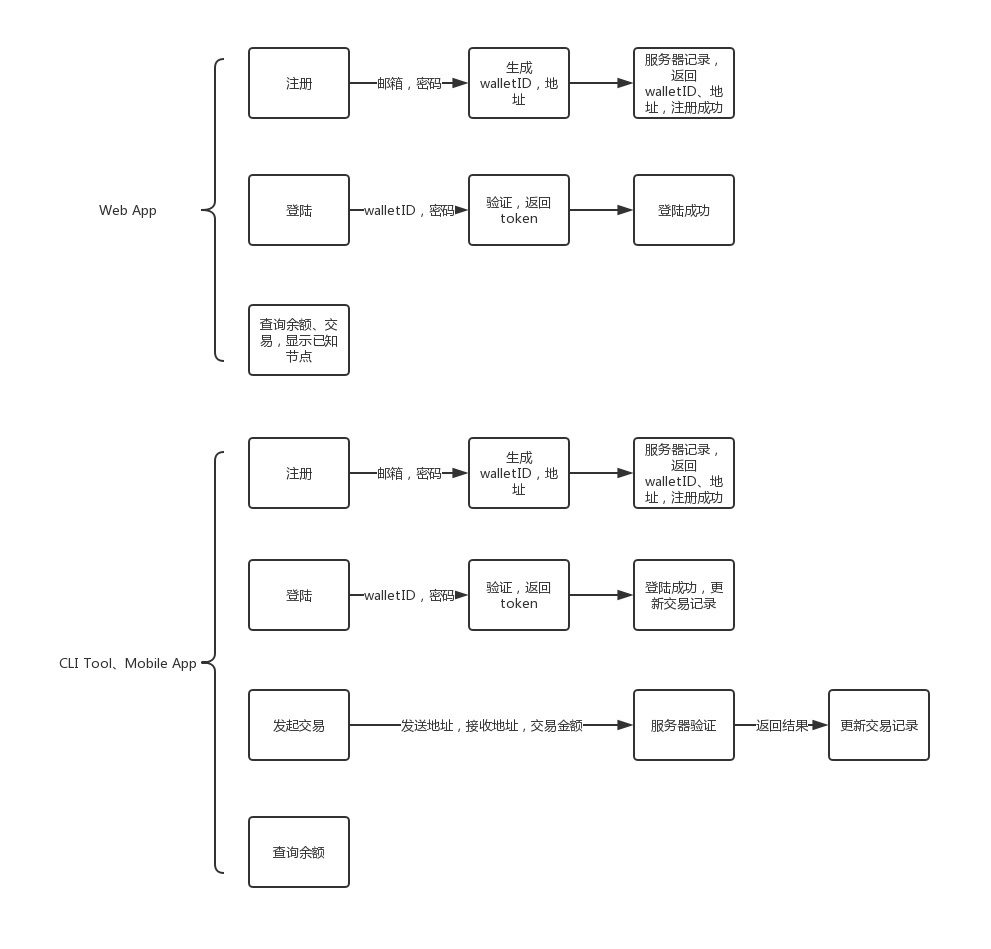 注册
邮箱，密码
生成
walletID，地
址
服务器记录，
返回
walletID、地
址，注册成功
Web App
登陆
walletID，密码
验证，返回
token
登陆成功
查询余额、交
易，显示已知
节点
注册
邮箱，密码
生成
walletID，地
址
服务器记录，
返回
walletID、地
址，注册成功
登陆
walletID，密码
验证，返回
token
登陆成功，更
新交易记录
CLI Tool、Mobile App
发起交易
发送地址，接收地址，交易金额
服务器验证
返回结果
更新交易记录
查询余额